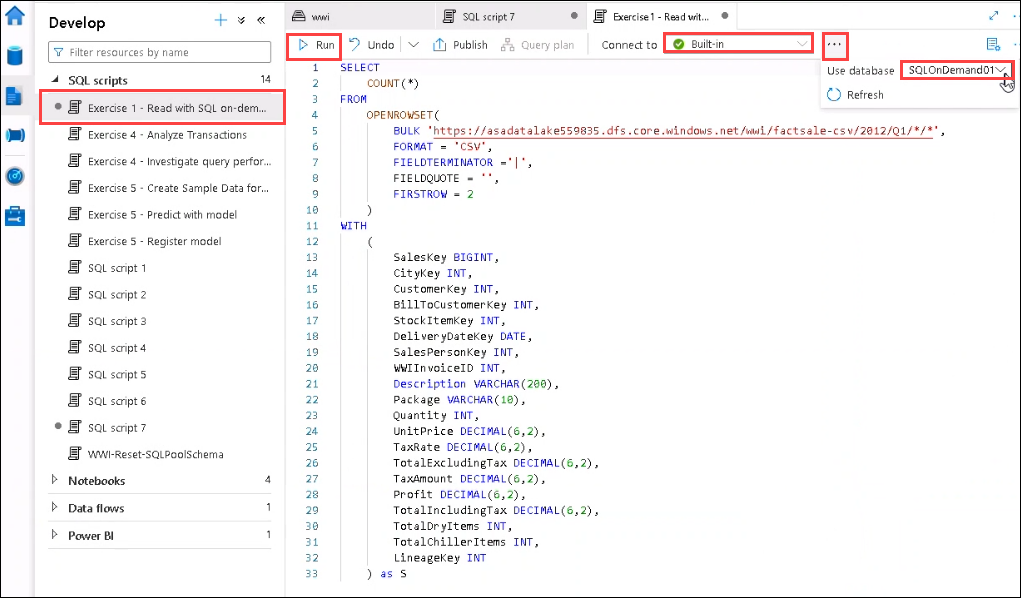 Develop
Filter resources by name
SQL scripts 14
Exercise 1 - Read with SQL on-dem...
Exercise 4 - Analyze Transactions
Exercise 4 - Investigate query perfor...
Exercise 5 - Create Sample Data for...
Exercise 5 - Predict with model
Exercise 5 - Register model
SQL script 1
SQL script 2
SQL script 3
SQL script 4
SQL script 5
SQL script 6
SQL script 7
WWI-Reset-SQLPoolSchema
Notebooks 4
Data flows 1
Power BI 1
wwi SQL script 7 Exercise 1 - Read wit...
Run Undo Publish Query plan Connect to Built-in ...
Use database SQLOnDemand01
Refresh
1 SELECT
2 COUNT(*)
3 FROM
4 OPENROWSET(
5 BULK 'https://asadatalake559835.dfs.core.windows.net/wwi/factsale-csv/2012/Q1/*/*',
6 FORMAT = 'CSV',
7 FIELDTERMINATOR ='|',
8 FIELDQUOTE = '',
9 FIRSTROW = 2
10 )
11 WITH
12 (
13 SalesKey BIGINT,
14 CityKey INT,
15 CustomerKey INT,
16 BillToCustomerKey INT,
17 StockItemKey INT,
18 DeliveryDateKey DATE,
19 SalesPersonKey INT,
20 WWIInvoiceID INT,
21 Description VARCHAR(200),
22 Package VARCHAR(10),
23 Quantity INT,
24 UnitPrice DECIMAL(6,2),
25 TaxRate DECIMAL(6,2),
26 TotalExcludingTax DECIMAL(6,2),
27 TaxAmount DECIMAL(6,2),
28 Profit DECIMAL(6,2),
29 TotalIncludingTax DECIMAL(6,2),
30 TotalDryItems INT,
31 TotalChillerItems INT,
32 LineageKey INT
33 ) as S